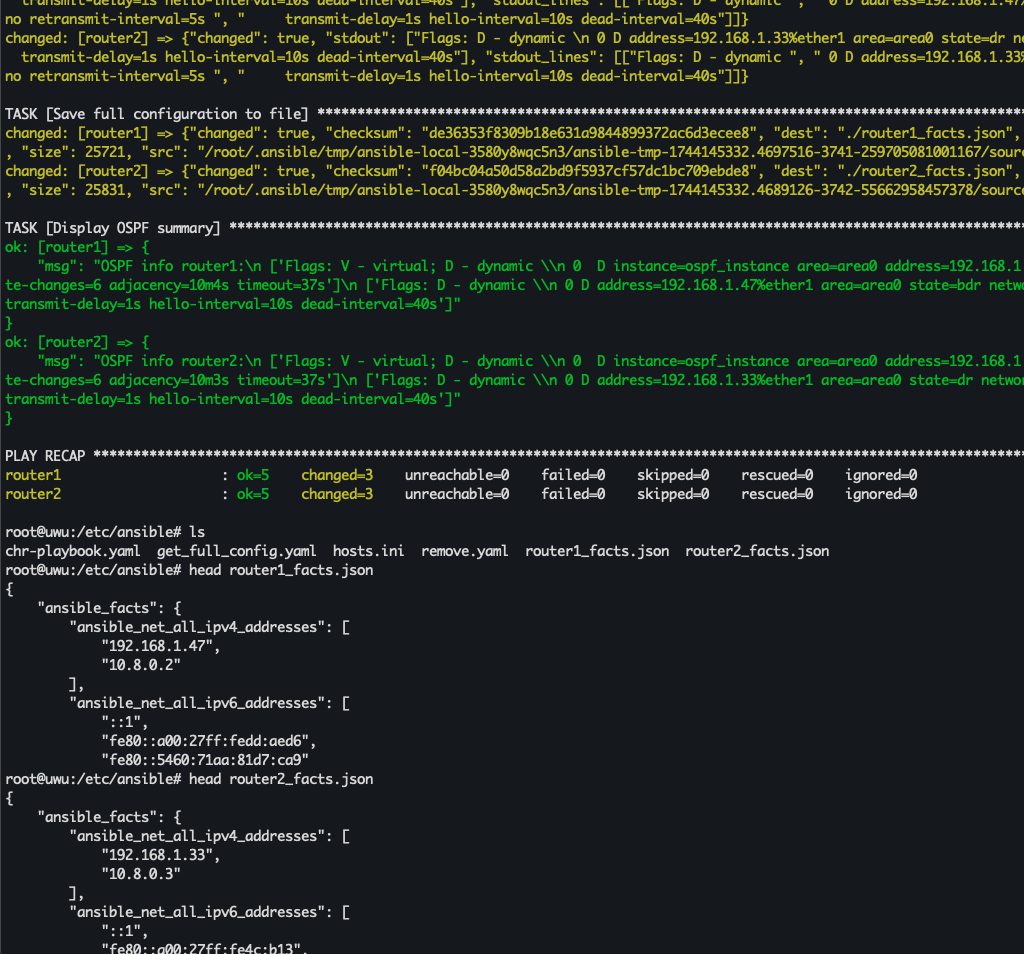 transmit-delay=1s hello-interval=10s dead-interval=40s"], "stdout_lines": [["Flags: D - dynamic ", " 0 D address=192.168.1.47%
no retransmit-interval=5s ", "     transmit-delay=1s hello-interval=10s dead-interval=40s"]]}
changed: [router2] => {"changed": true, "stdout": ["Flags: D - dynamic \n 0 D address=192.168.1.33%ether1 area=area0 state=dr ne
  transmit-delay=1s hello-interval=10s dead-interval=40s"], "stdout_lines": [["Flags: D - dynamic ", " 0 D address=192.168.1.33%
no retransmit-interval=5s ", "     transmit-delay=1s hello-interval=10s dead-interval=40s"]]}
TASK [Save full configuration to file] ****************************************************************************************
changed: [router1] => {"changed": true, "checksum": "de36353f8309b18e631a9844899372ac6d3ecee8", "dest": "./router1_facts.json",
, "size": 25721, "src": "/root/.ansible/tmp/ansible-local-3580y8wqc5n3/ansible-tmp-1744145332.4697516-3741-259705081001167/sourc
changed: [router2] => {"changed": true, "checksum": "f04bc04a50d58a2bd9f5937cf57dc1bc709ebde8", "dest": "./router2_facts.json",
, "size": 25831, "src": "/root/.ansible/tmp/ansible-local-3580y8wqc5n3/ansible-tmp-1744145332.4689126-3742-55662958457378/source
TASK [Display OSPF summary] ***************************************************************************************************
ok: [router1] => {
    "msg": "OSPF info router1:\n ['Flags: V - virtual; D - dynamic \\n 0  D instance=ospf_instance area=area0 address=192.168.1
te-changes=6 adjacency=10m4s timeout=37s']\n ['Flags: D - dynamic \\n 0 D address=192.168.1.47%ether1 area=area0 state=bdr netwo
transmit-delay=1s hello-interval=10s dead-interval=40s']"
}
ok: [router2] => {
    "msg": "OSPF info router2:\n ['Flags: V - virtual; D - dynamic \\n 0  D instance=ospf_instance area=area0 address=192.168.1
te-changes=6 adjacency=10m3s timeout=37s']\n ['Flags: D - dynamic \\n 0 D address=192.168.1.33%ether1 area=area0 state=dr networ
transmit-delay=1s hello-interval=10s dead-interval=40s']"
}
PLAY RECAP ********************************************************************************************************************
router1                    : ok=5    changed=3    unreachable=0    failed=0    skipped=0    rescued=0    ignored=0
router2                    : ok=5    changed=3    unreachable=0    failed=0    skipped=0    rescued=0    ignored=0
root@uwu:/etc/ansible# ls
chr-playbook.yaml  get_full_config.yaml  hosts.ini  remove.yaml  router1_facts.json  router2_facts.json
root@uwu:/etc/ansible# head router1_facts.json
{
    "ansible_facts": {
        "ansible_net_all_ipv4_addresses": [
            "192.168.1.47",
            "10.8.0.2"
        ],
        "ansible_net_all_ipv6_addresses": [
            "::1",
            "fe80::a00:27ff:fedd:aed6",
            "fe80::5460:71aa:81d7:ca9"
root@uwu:/etc/ansible# head router2_facts.json
{
    "ansible_facts": {
        "ansible_net_all_ipv4_addresses": [
            "192.168.1.33",
            "10.8.0.3"
        ],
        "ansible_net_all_ipv6_addresses": [
            "::1",
            "fe80::a00:27ff:fe4c:b13",